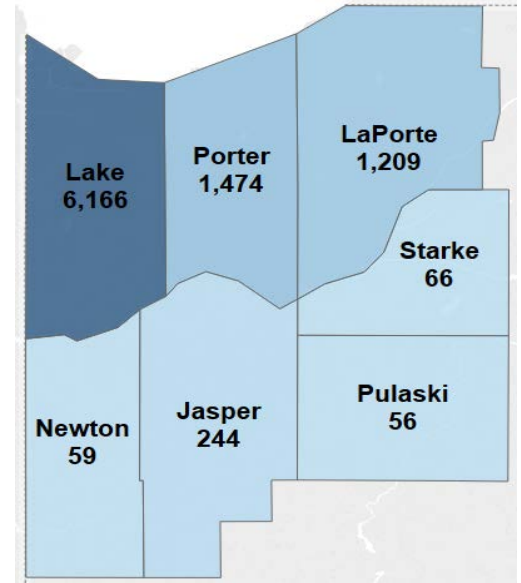 Lake
6,166
Porter
1,474
LaPorte
1,209
Starke
66
Newton
59
Jasper
244
Pulaski
56